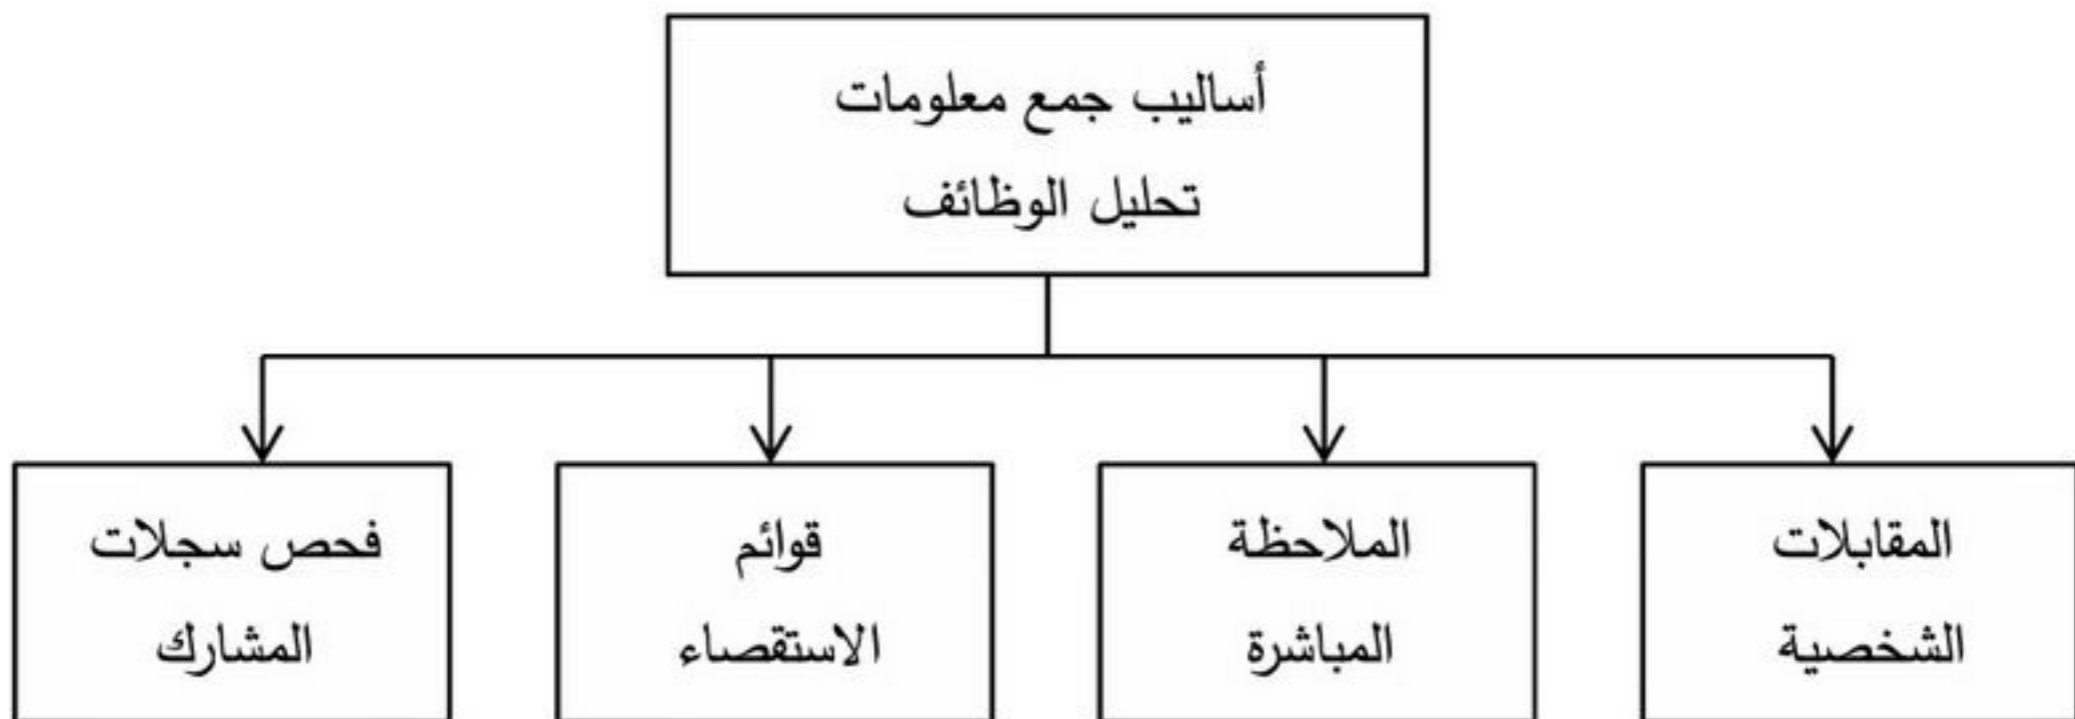 أساليب جمع معلومات
تحليل الوظائف
المقابلات
الشخصية
الملاحظة
المباشرة
قوائم
الاستقصاء
فحص سجلات
المشارك